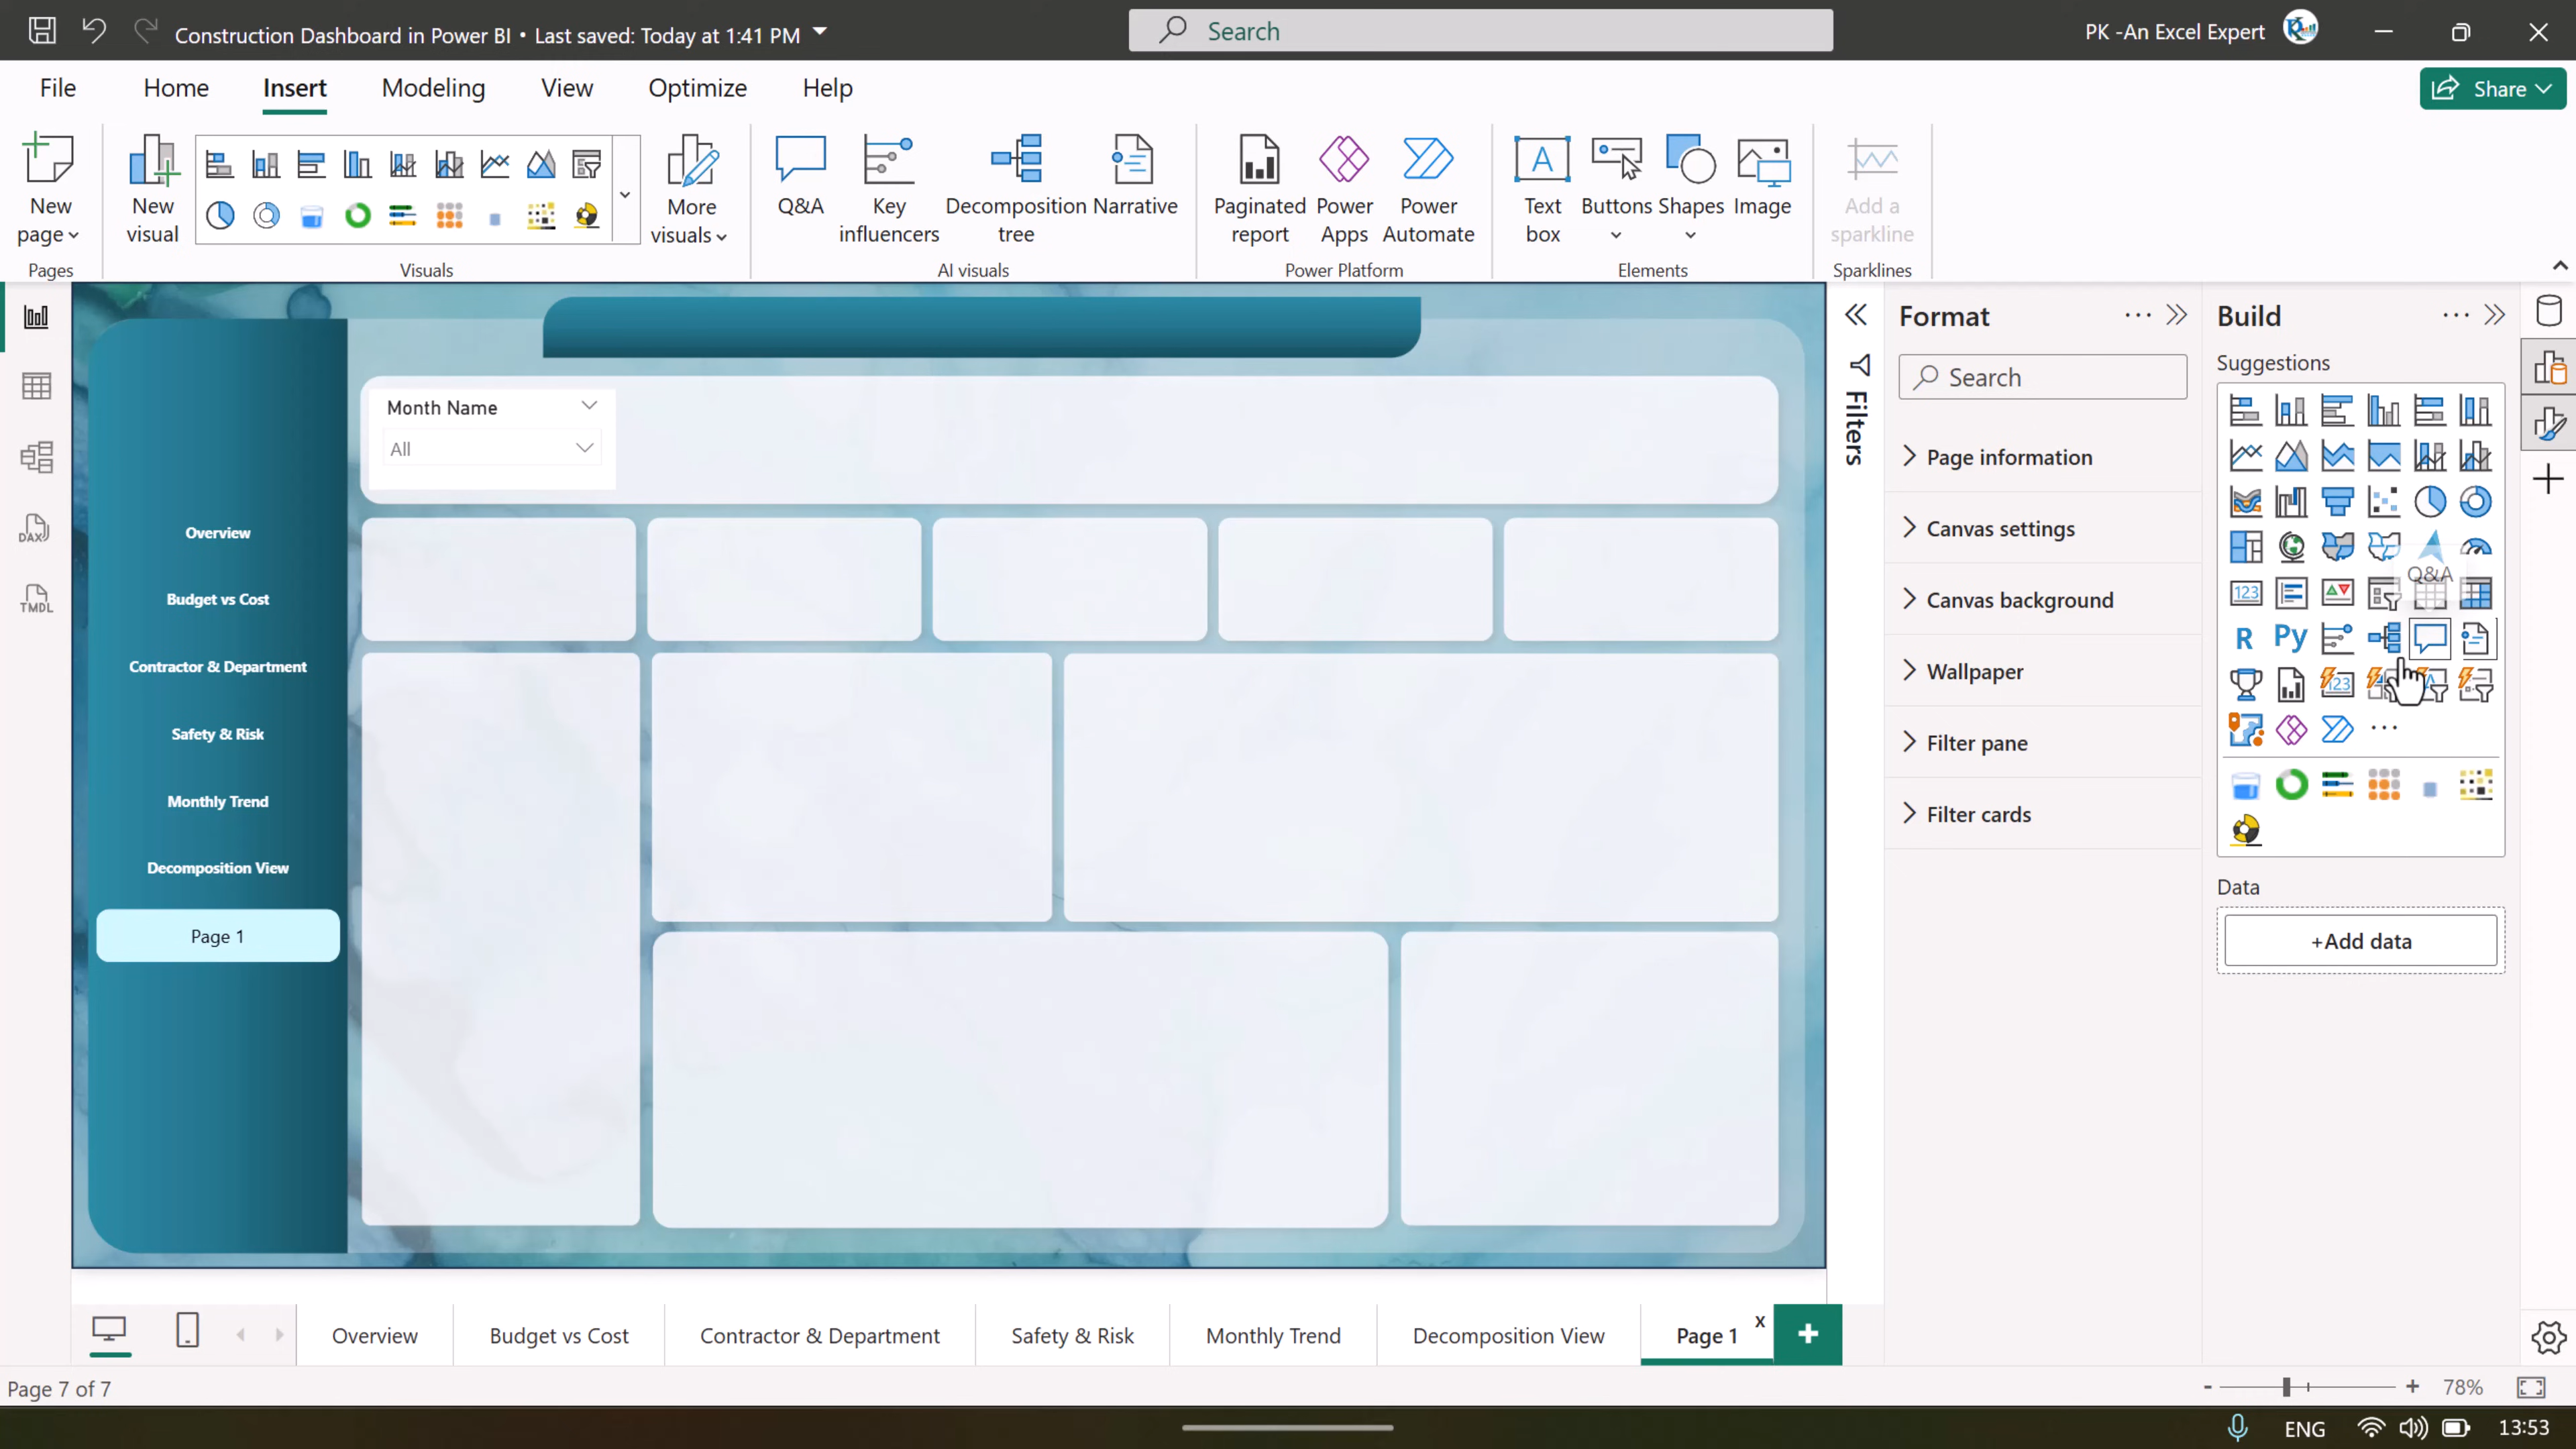 Construction Dashboard in Power BI • Last saved: Today at 1:41 PM
Search
PK -An Excel Expert
File
Home
Insert
Modeling
View
Optimize
Help
Share
New page
New visual
More visuals
Q&A
Key influencers
Decomposition tree
Narrative
Paginated report
Power Apps
Power Automate
Text box
Buttons
Shapes
Image
Add a sparkline
Pages
Visuals
AI visuals
Power Platform
Elements
Sparklines
DAX
TMDL
Month Name
All
Overview
Budget vs Cost
Contractor & Department
Safety & Risk
Monthly Trend
Decomposition View
Page 1
Filters
Format
Search
Page information
Canvas settings
Canvas background
Wallpaper
Filter pane
Filter cards
Build
Suggestions
123
Q&A
R
Py
123
Data
+Add data
Overview
Budget vs Cost
Contractor & Department
Safety & Risk
Monthly Trend
Decomposition View
Page 1
x
+
Page 7 of 7
- + 78%
ENG
13:53